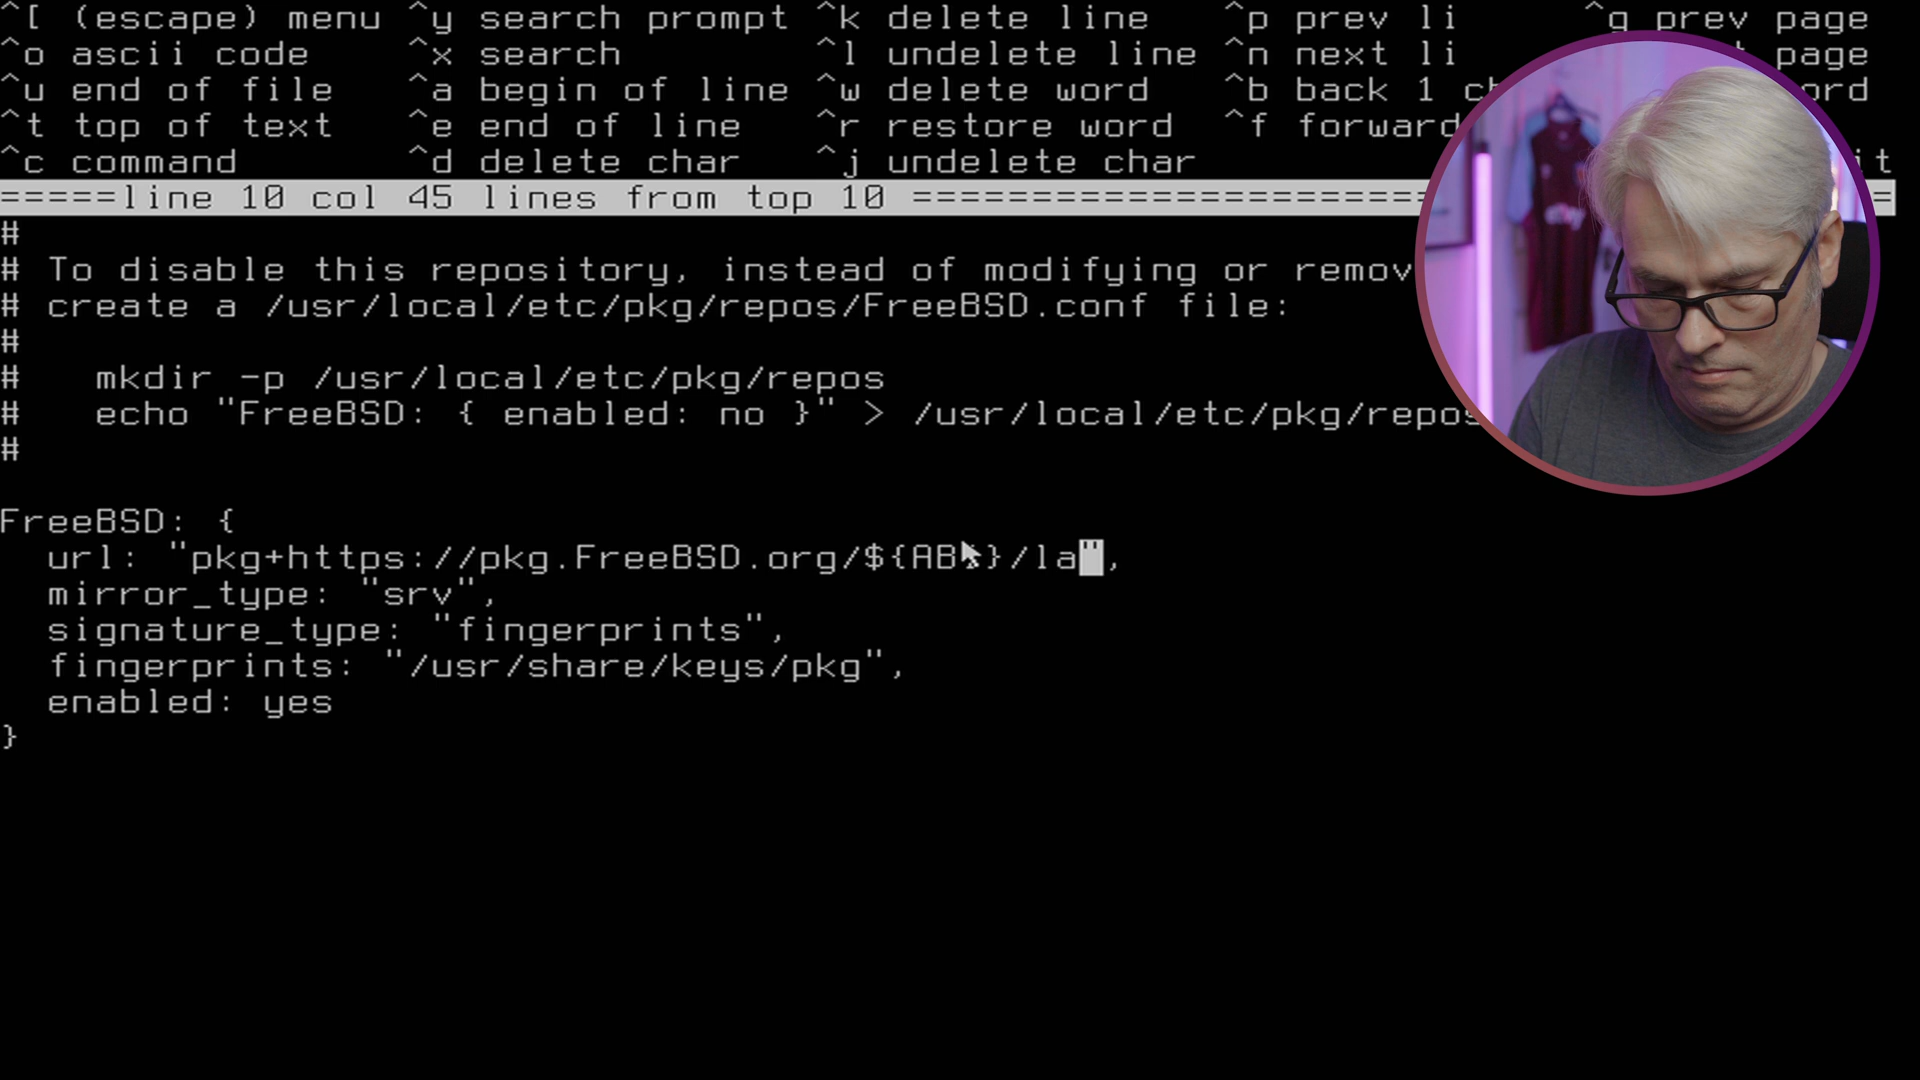 ^[ (escape) menu ^y search prompt ^k delete line ^p prev li ^g prev page
^o ascii code ^x search ^l undelete line ^n next li page
^u end of file ^a begin of line ^w delete word ^b back 1
^t top of text ^e end of line ^r restore word ^f forward
^c command ^d delete char ^j undelete char
=====line 10 col 45 lines from top 10 ========================
#
# To disable this repository, instead of modifying or remov
# create a /usr/local/etc/pkg/repos/FreeBSD.conf file:
#
# mkdir -p /usr/local/etc/pkg/repos
# echo "FreeBSD: { enabled: no }" > /usr/local/etc/pkg/repos
#
FreeBSD: {
url: "pkg+https://pkg.FreeBSD.org/${ABI}/la",
mirror_type: "srv",
signature_type: "fingerprints",
fingerprints: "/usr/share/keys/pkg",
enabled: yes
}